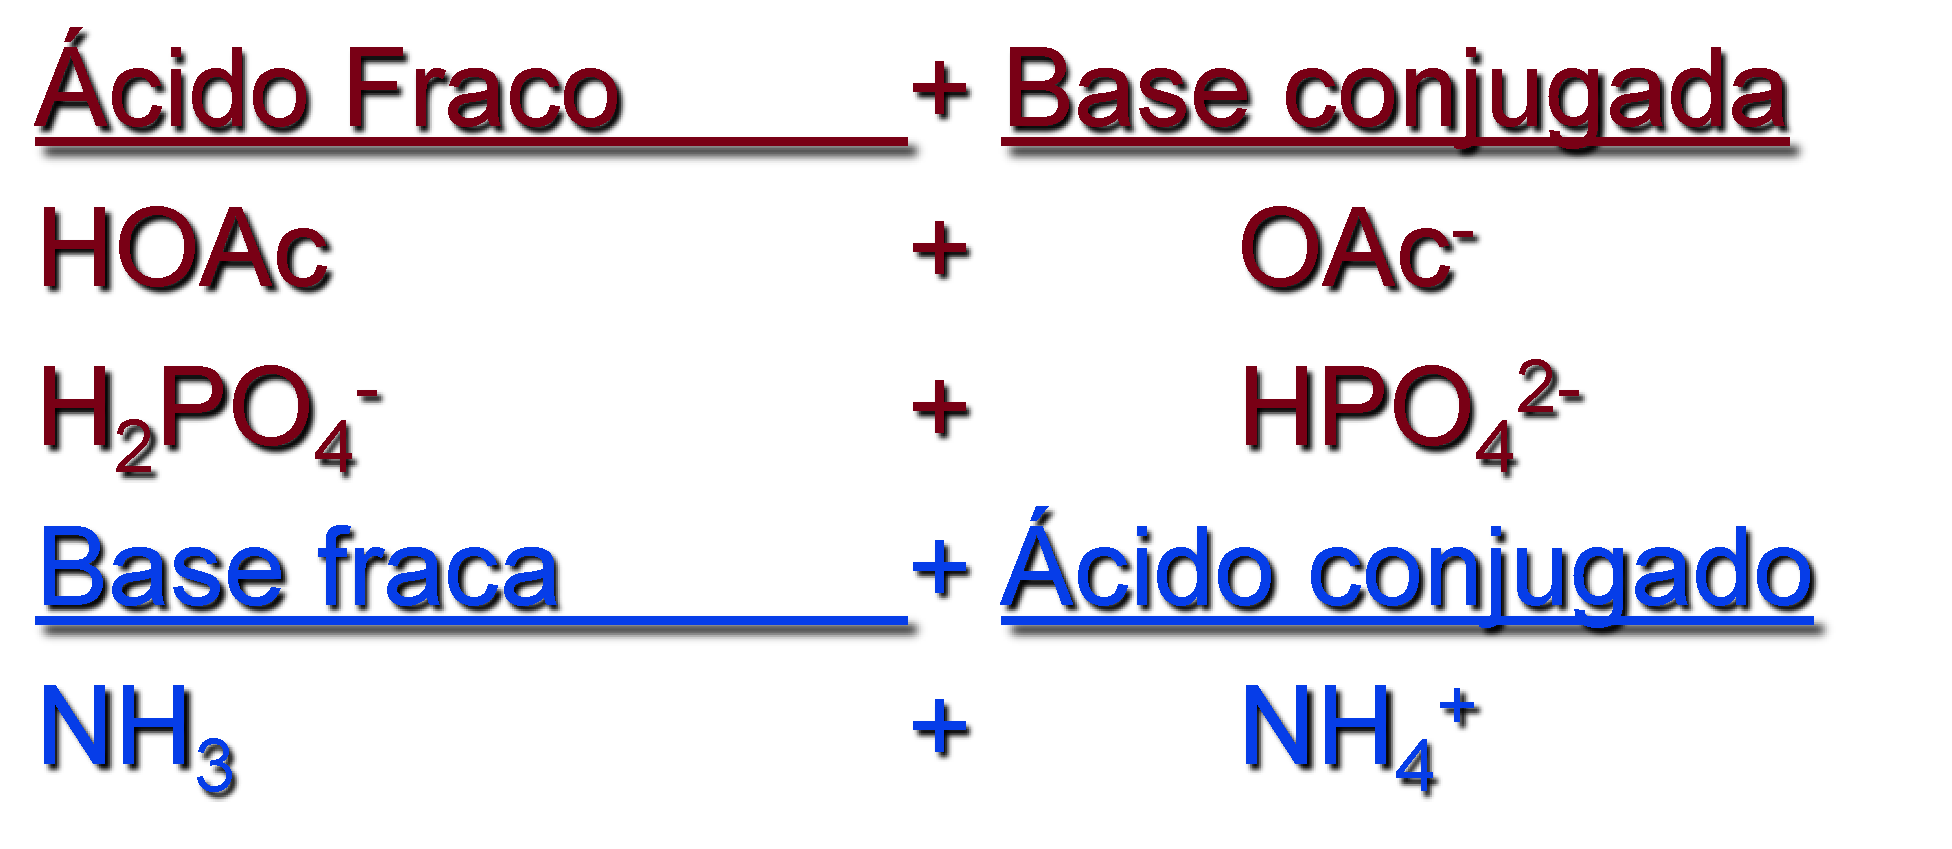 Ácido Fraco + Base conjugada
HOAc + OAc⁻
H₂PO₄⁻ + HPO₄²⁻
Base fraca + Ácido conjugado
NH₃ + NH₄⁺